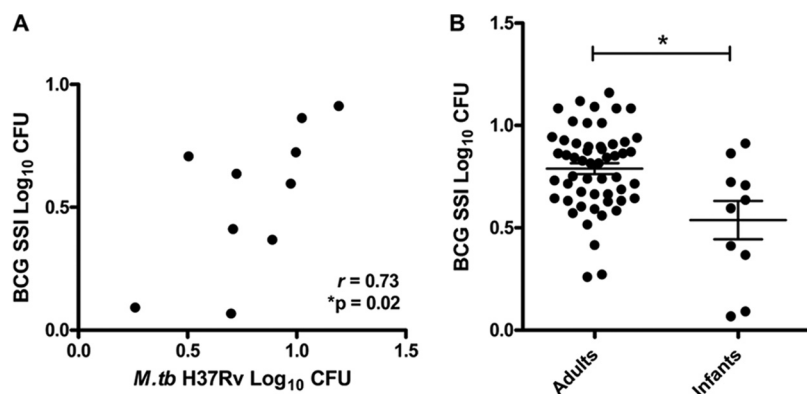 A
BCG SSI Log10 CFU
1.0
0.5
0.0
0.0 0.5 1.0 1.5
r = 0.73
*p = 0.02
M.tb H37Rv Log10 CFU
B
BCG SSI Log10 CFU
1.5
1.0
0.5
0.0
*
Adults Infants